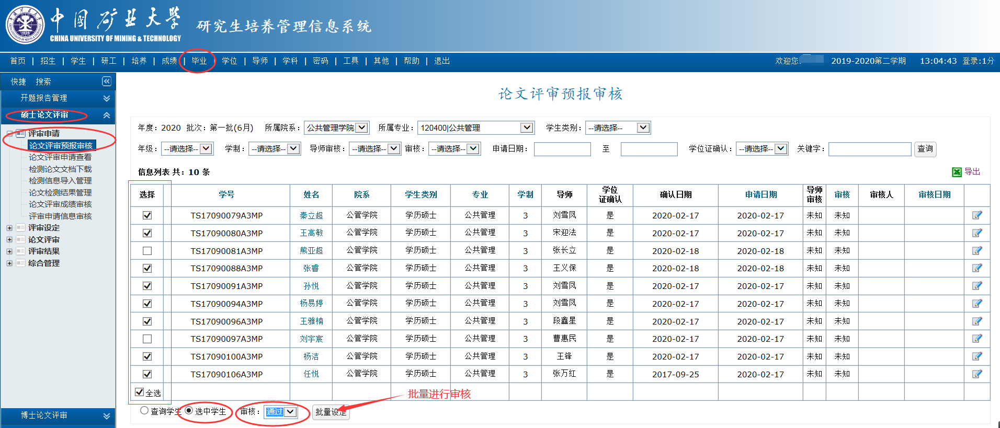 中国矿业大学
CHINA UNIVERSITY OF MINING & TECHNOLOGY
研究生培养管理信息系统
首页 | 招生 | 学生 | 研工 | 培养 | 成绩 | 毕业 | 学位 | 导师 | 学科 | 密码 | 工具 | 其他 | 帮助 | 退出
欢迎您: 2019-2020第二学期 13:04:43 登录:1分
快捷 搜索
开题报告管理
硕士论文评审
评审申请
论文评审预报审核
论文评审申请查看
检测论文文档下载
检测信息导入管理
论文检测结果管理
论文评审成绩审核
评审申请信息审核
评审设定
论文评审
评审结果
综合管理
博士论文评审
论文评审预报审核
年度：2020 批次：第一批(6月) 所属院系：公共管理学院 所属专业：120400|公共管理 学生类别：--请选择--
年级：--请选择-- 学制：--请选择-- 导师审核：--请选择-- 审核：--请选择-- 申请日期： 至 学位证确认：--请选择-- 关键字： 查询
信息列表 共：10 条 导出
选择 学号 姓名 院系 学生类别 专业 学制 导师 学位证确认 确认日期 申请日期 导师审核 审核 审核人 审核日期
TS17090079A3MP 秦立超 公管学院 学历硕士 公共管理 3 刘雪凤 是 2020-02-17 2020-02-17 未知 未知
TS17090080A3MP 王高敏 公管学院 学历硕士 公共管理 3 宋迎法 是 2020-02-17 2020-02-17 未知 未知
TS17090081A3MP 熊亚超 公管学院 学历硕士 公共管理 3 张长立 是 2020-02-18 2020-02-18 未知 未知
TS17090088A3MP 张睿 公管学院 学历硕士 公共管理 3 王义保 是 2020-02-18 2020-02-18 未知 未知
TS17090091A3MP 孙悦 公管学院 学历硕士 公共管理 3 刘雪凤 是 2020-02-17 2020-02-17 未知 未知
TS17090094A3MP 杨易婷 公管学院 学历硕士 公共管理 3 刘雪凤 是 2020-02-17 2020-02-17 未知 未知
TS17090096A3MP 王雅楠 公管学院 学历硕士 公共管理 3 段鑫星 是 2020-02-17 2020-02-17 未知 未知
TS17090097A3MP 刘宇宸 公管学院 学历硕士 公共管理 3 曹惠民 是 2020-02-17 2020-02-17 未知 未知
TS17090100A3MP 杨洁 公管学院 学历硕士 公共管理 3 王锋 是 2020-02-17 2020-02-17 未知 未知
TS17090106A3MP 任悦 公管学院 学历硕士 公共管理 3 张万红 是 2017-09-25 2020-02-17 未知 未知
全选
批量进行审核
查询学生 选中学生 审核：通过 批量设定